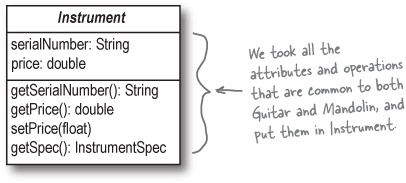 Instrument
serialNumber: String
price: double
getSerialNumber(): String
getPrice(): double
setPrice(float)
getSpec(): InstrumentSpec
We took all the
attributes and operations
that are common to both
Guitar and Mandolin, and
put them in Instrument.